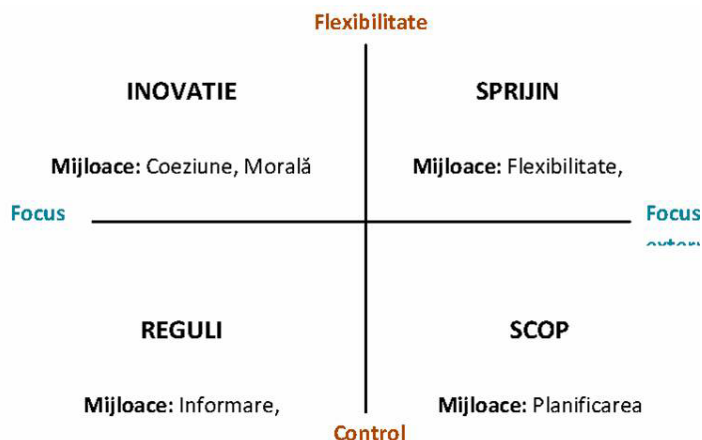 Flexibilitate
INOVATIE
SPRIJIN
Mijloace: Coeziune, Morală
Mijloace: Flexibilitate,
Focus
Focus
REGULI
SCOP
Mijloace: Informare,
Mijloace: Planificarea
Control